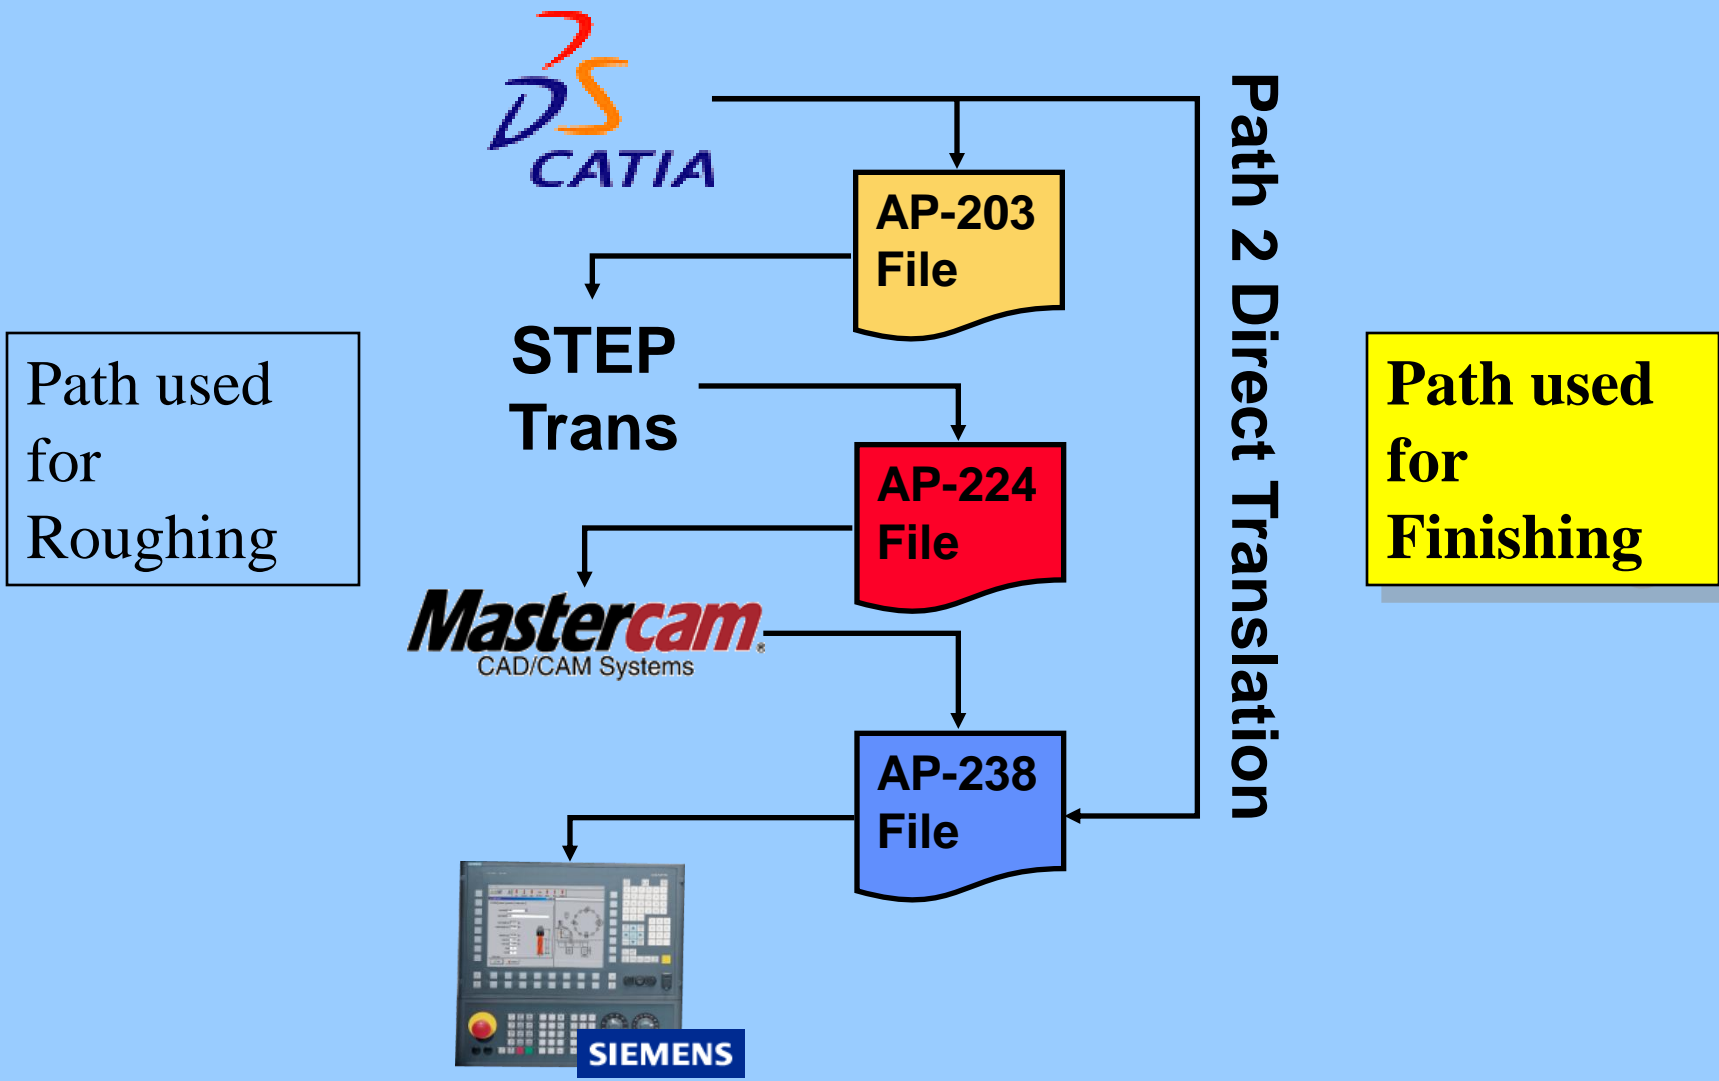 CATIA
AP-203
File
STEP
Trans
Path 2 Direct Translation
Path used
for
Roughing
Path used
for
Finishing
AP-224
File
Mastercam®
CAD/CAM Systems
AP-238
File
SIEMENS